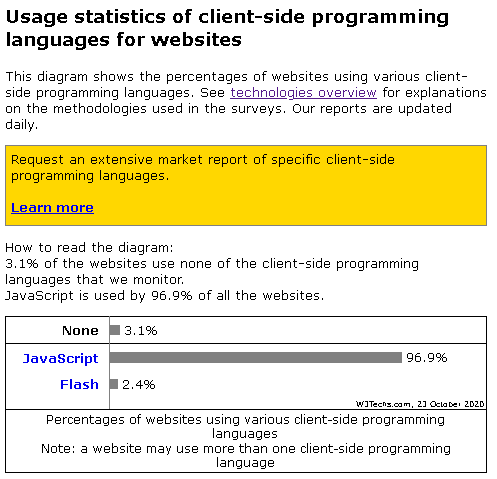 Usage statistics of client-side programming
languages for websites
This diagram shows the percentages of websites using various client-
side programming languages. See technologies overview for explanations
on the methodologies used in the surveys. Our reports are updated
daily.
Request an extensive market report of specific client-side
programming languages.
Learn more
How to read the diagram:
3.1% of the websites use none of the client-side programming
languages that we monitor.
JavaScript is used by 96.9% of all the websites.
None 3.1%
JavaScript 96.9%
Flash 2.4%
W3Techs.com, 23 October 2020
Percentages of websites using various client-side programming
languages
Note: a website may use more than one client-side programming
language